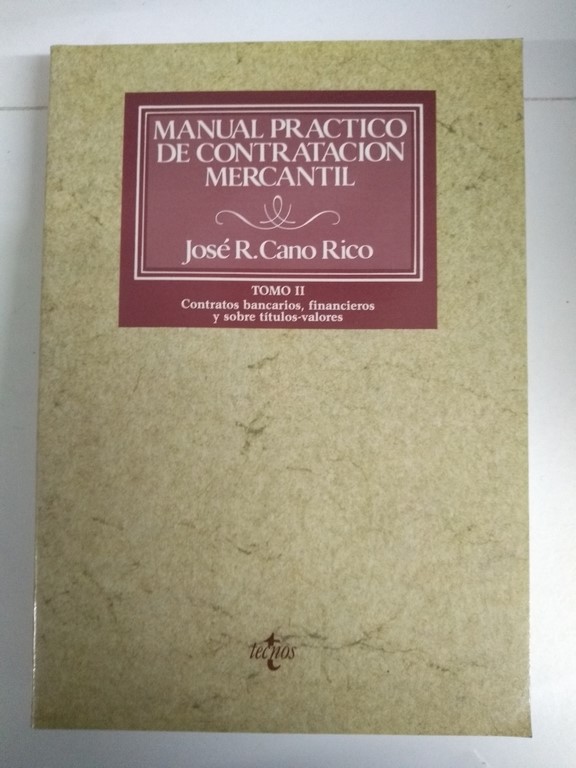 MANUAL PRACTICO
DE CONTRATACION
MERCANTIL
José R. Cano Rico
TOMO II
Contratos bancarios, financieros
y sobre títulos-valores
tecnos